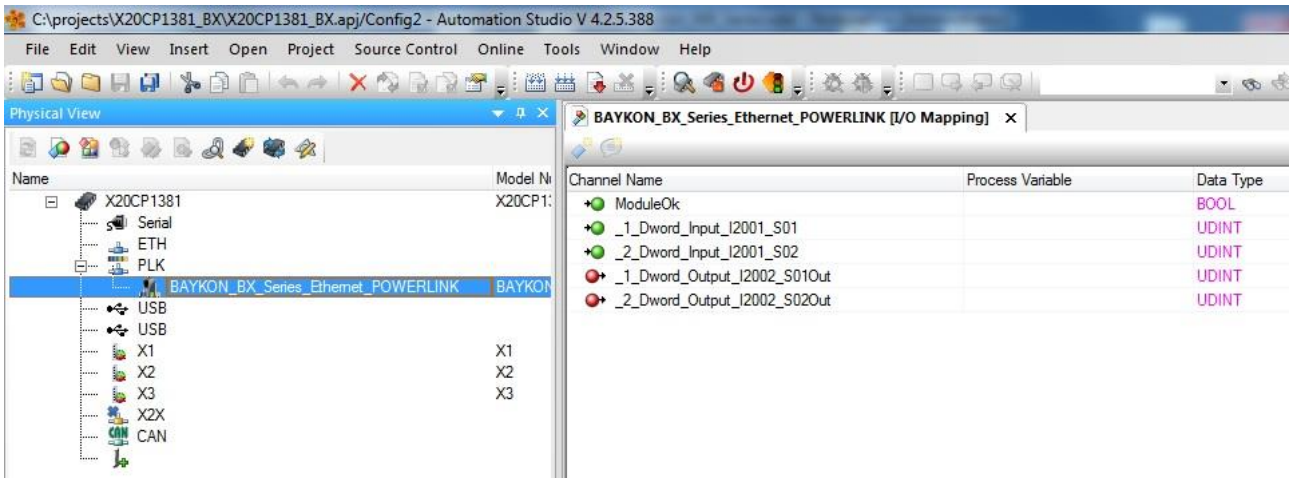 C:\projects\X20CP1381_BX\X20CP1381_BX.apj/Config2 - Automation Studio V 4.2.5.388
File Edit View Insert Open Project Source Control Online Tools Window Help
Physical View
BAYKON_BX_Series_Ethernet_POWERLINK [I/O Mapping]
Name Model Nu
Channel Name Process Variable Data Type
X20CP1381 X20CP1:
ModuleOk BOOL
Serial
_1_Dword_Input_I2001_S01 UDINT
ETH
_2_Dword_Input_I2001_S02 UDINT
PLK
_1_Dword_Output_I2002_S01Out UDINT
BAYKON_BX_Series_Ethernet_POWERLINK BAYKON
_2_Dword_Output_I2002_S02Out UDINT
USB
USB
X1 X1
X2 X2
X3 X3
X2X
CAN CAN